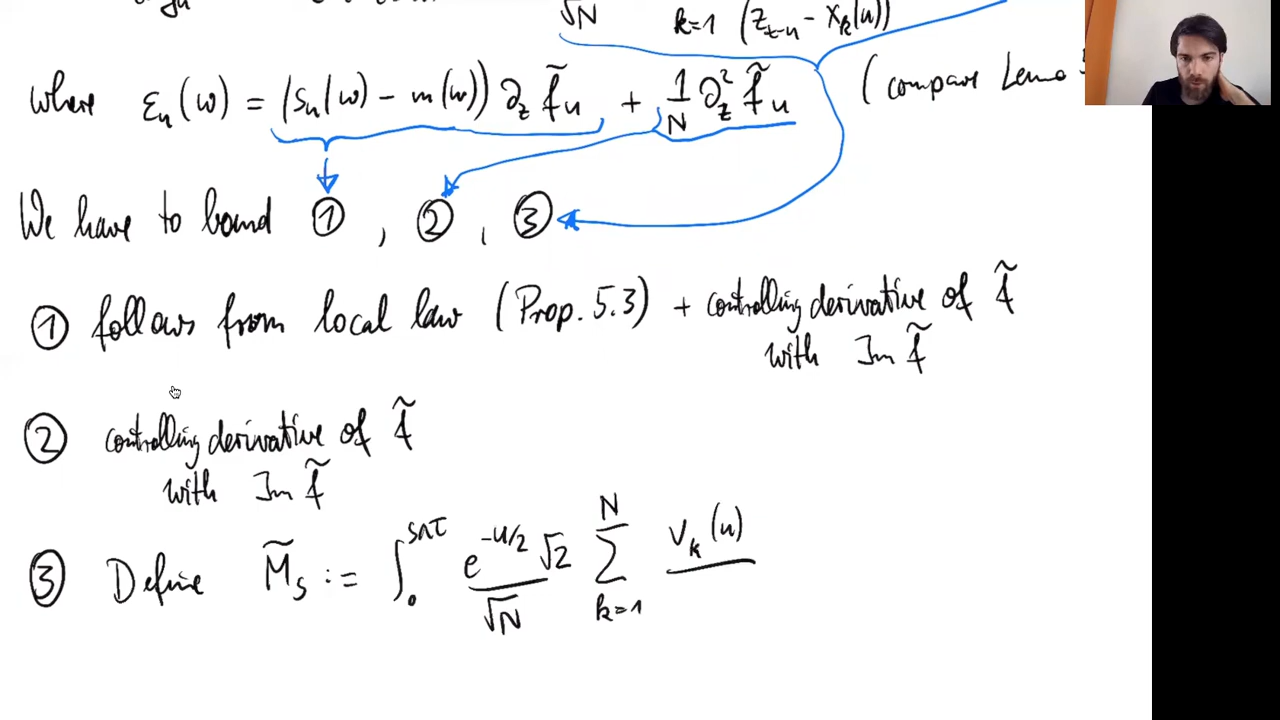 √N k=1 (z_{t-u} - x_k(u))
where ε_u(w) = (s_u(w) - m(w)) ∂_z f̃_u + 1/N ∂_z² f̃_u (compare
We have to bound ①, ②, ③
① follows from local law (Prop. 5.3) + controlling derivative of f̃
with Im f̃
② controlling derivative of f̃
with Im f̃
③ Define M̃_s := ∫_0^{s∧τ} e^{-u/2}/√N √2 ∑_{k=1}^N v_k(u)